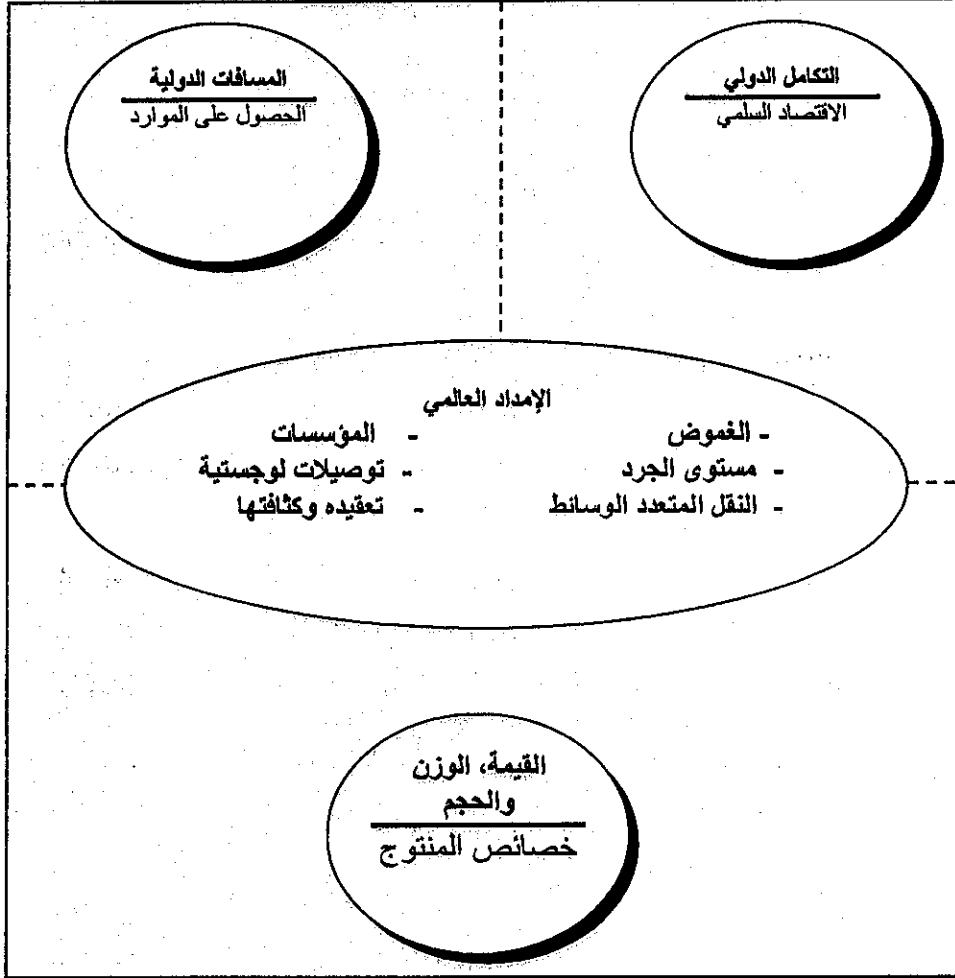 التكامل الدولي
الاقتصاد السلمي
المسافات الدولية
الحصول على الموارد
الإمداد العالمي
- الغموض
- المؤسسات
- مستوى الجرد
- توصيلات لوجستية
- النقل المتعدد الوسائط
- تعقيده وكثافتها
القيمة، الوزن
والحجم
خصائص المنتوج